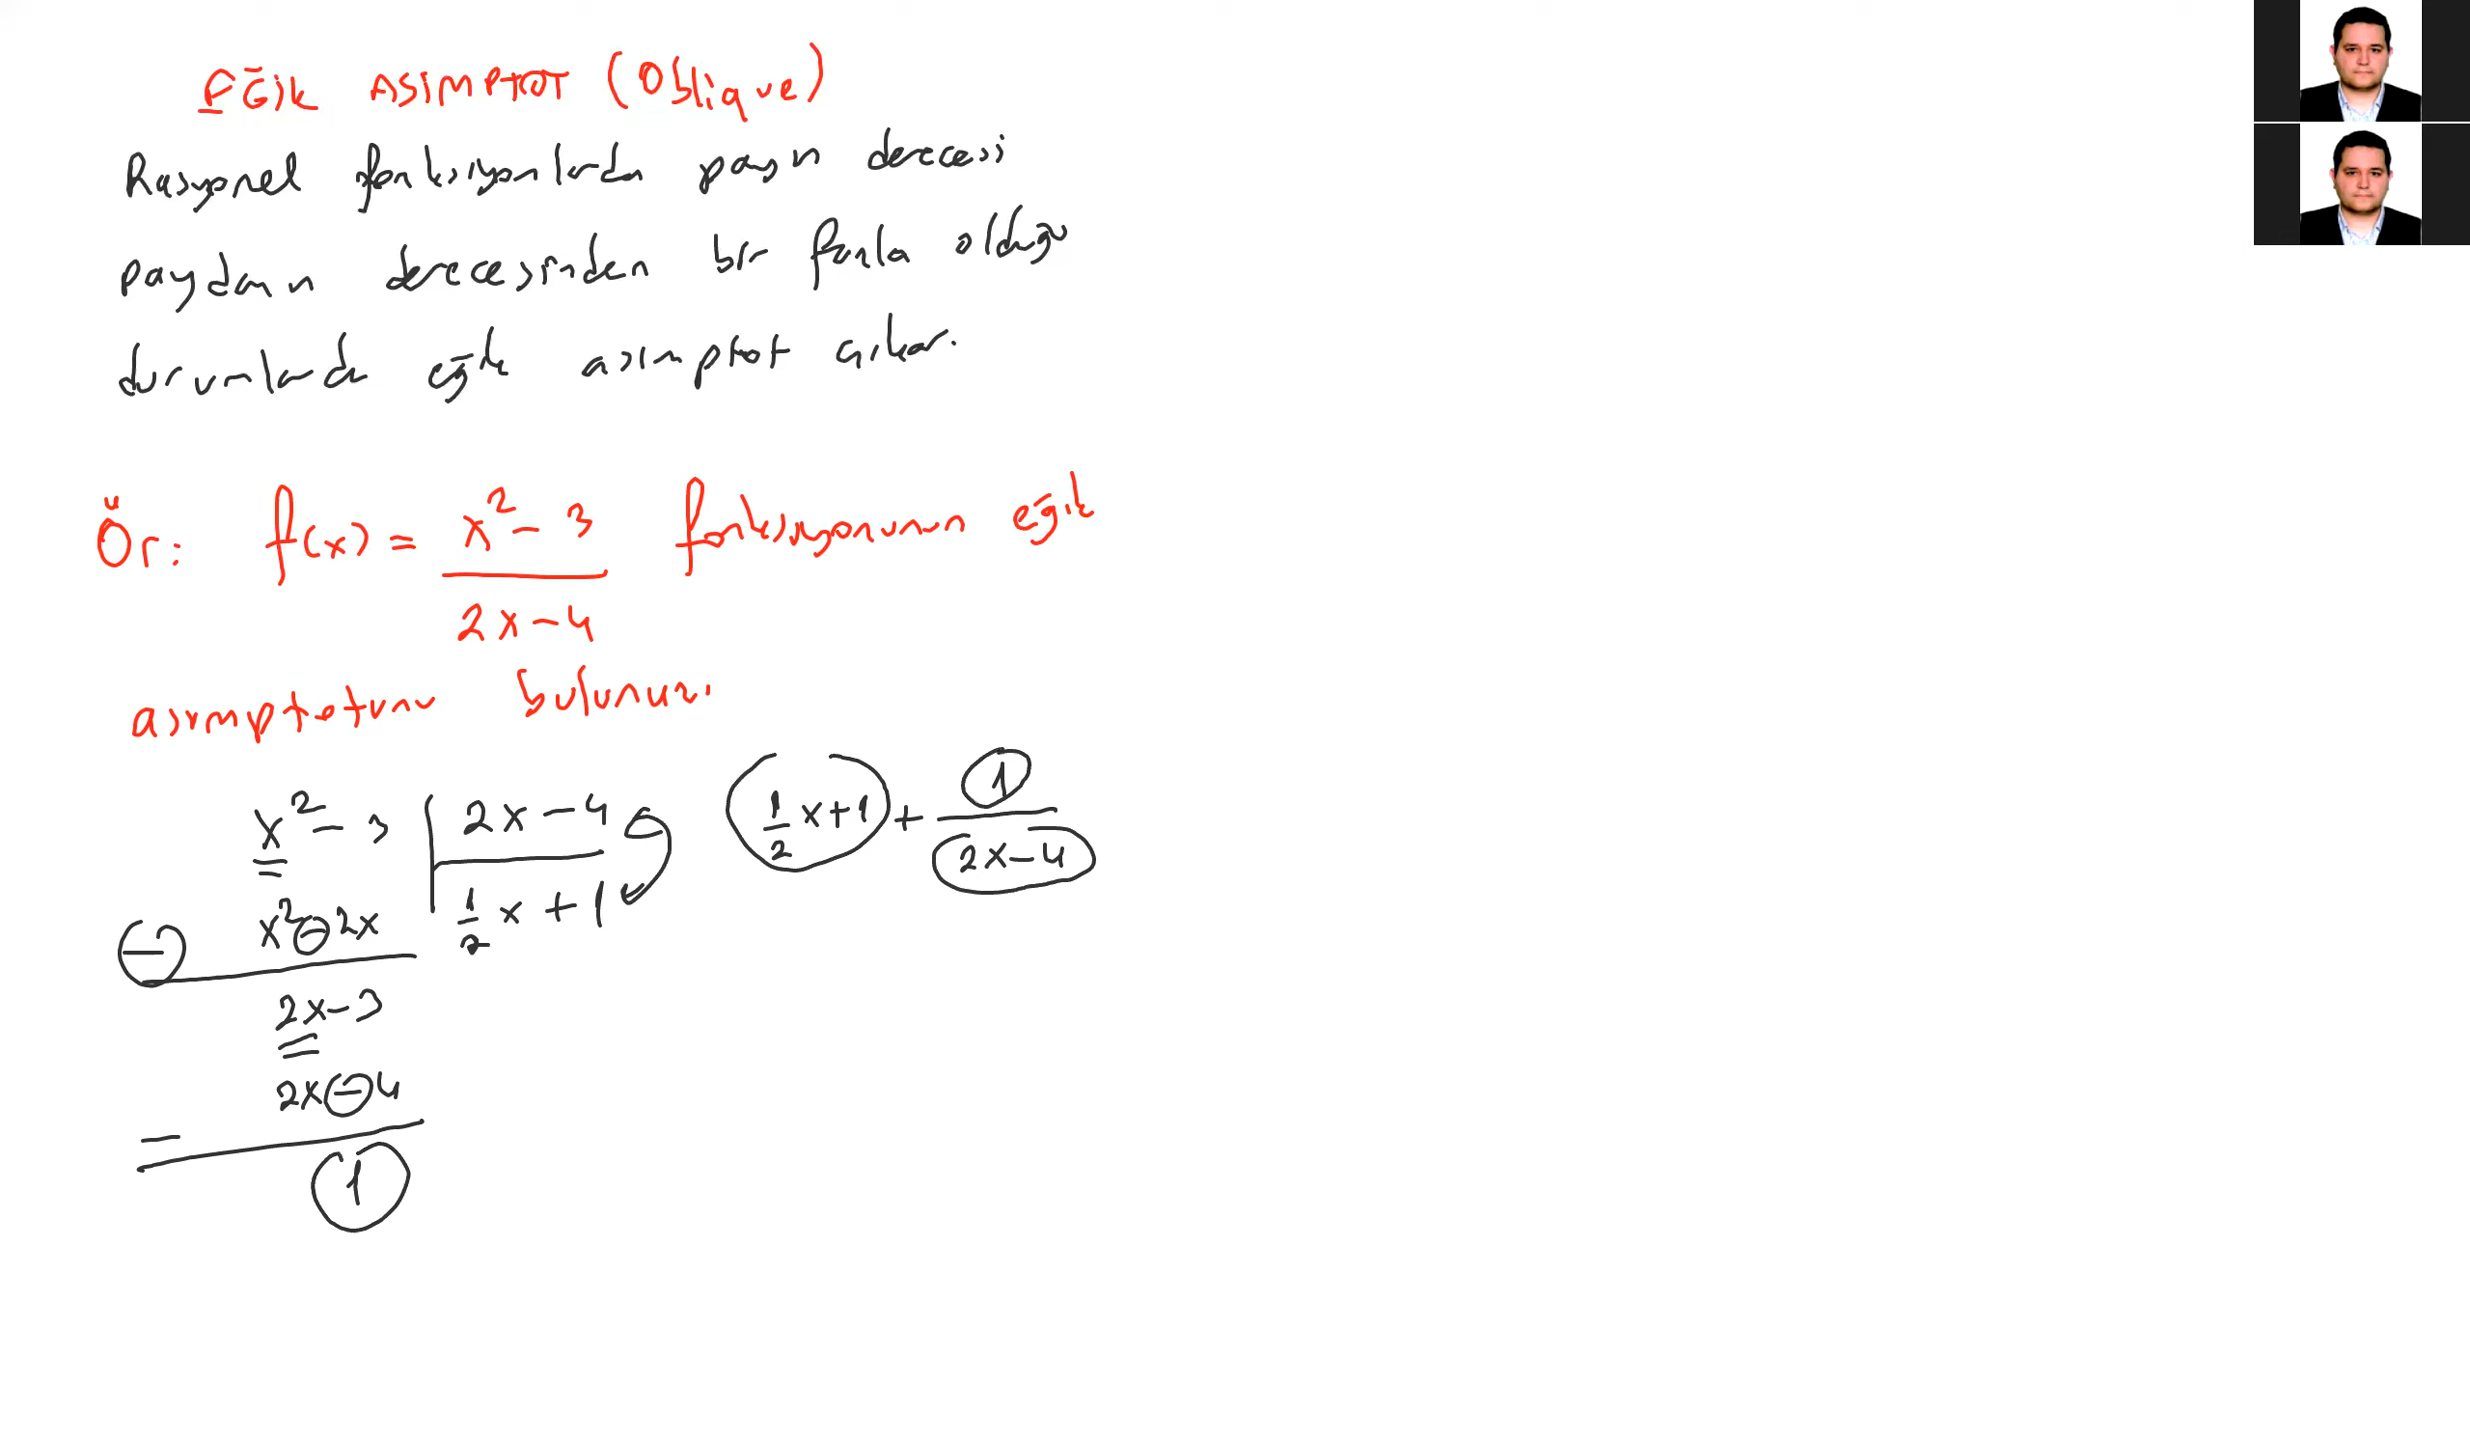 EĞİK ASİMPTOT (Oblique)
Rasyonel fonksiyonlarda payın derecesi
paydanın derecesinden bir fazla olduğu
durumlarda eğik asimptot çıkar.
Ör: f(x) = x² - 3 / 2x - 4 fonksiyonunun eğik
asimptotunu bulunuz.
x² - 3 | 2x - 4
1/2 x + 1
(1/2 x + 1) + 1 / 2x - 4
- x² - 2x
2x - 3
- 2x - 4
1